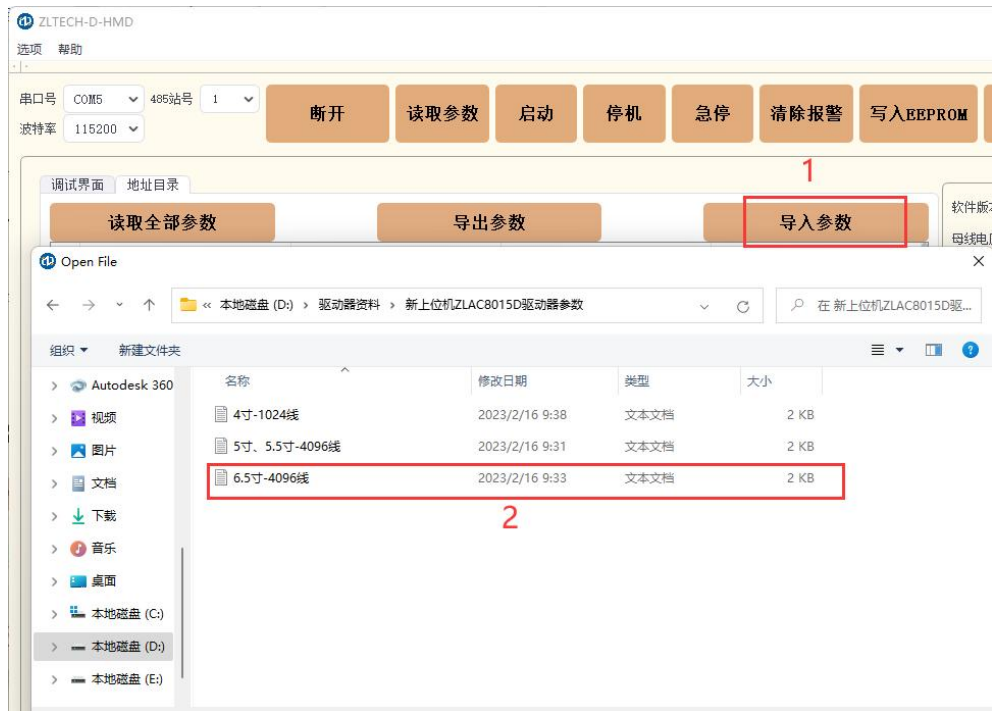 ZLTECH-D-HMD
选项 帮助
串口号 COM5 485站号 1
波特率 115200
断开 读取参数 启动 停机 急停 清除报警 写入EEPROM
1
调试界面 地址目录
读取全部参数 导出参数 导入参数
软件版
母线电
Open File
« 本地磁盘 (D:) › 驱动器资料 › 新上位机ZLAC8015D驱动器参数
在 新上位机ZLAC8015D驱...
组织 新建文件夹
名称 修改日期 类型 大小
Autodesk 360
视频
图片
文档
下载
音乐
桌面
本地磁盘 (C:)
本地磁盘 (D:)
本地磁盘 (E:)
4寸-1024线 2023/2/16 9:38 文本文档 2 KB
5寸、5.5寸-4096线 2023/2/16 9:31 文本文档 2 KB
6.5寸-4096线 2023/2/16 9:33 文本文档 2 KB
2